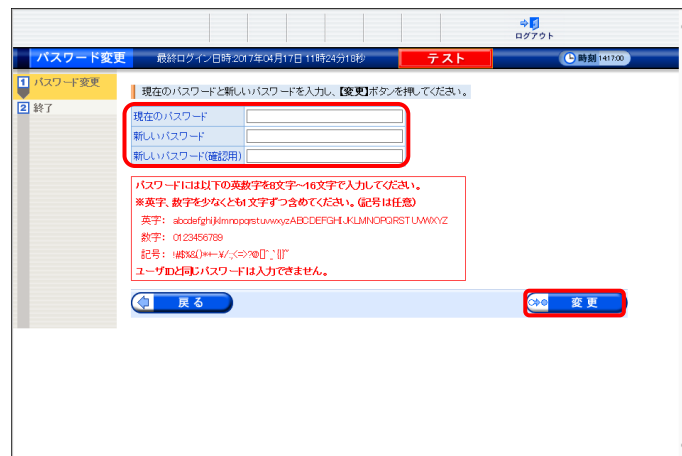 ログアウト
パスワード変更 最終ログイン日時:2017年04月17日 11時24分18秒 テスト 時刻 14:17:00
1 パスワード変更
2 終了
現在のパスワードと新しいパスワードを入力し、【変更】ボタンを押してください。
現在のパスワード
新しいパスワード
新しいパスワード(確認用)
パスワードには以下の英数字を8文字～16文字で入力してください。
※英字、数字を少なくとも1文字ずつ含めてください。(記号は任意)
英字： abcdefghijklmnopqrstuvwxyzABCDEFGHIJKLMNOPQRSTUVWXYZ
数字： 0123456789
記号：
ユーザIDと同じパスワードは入力できません。
戻る
変更